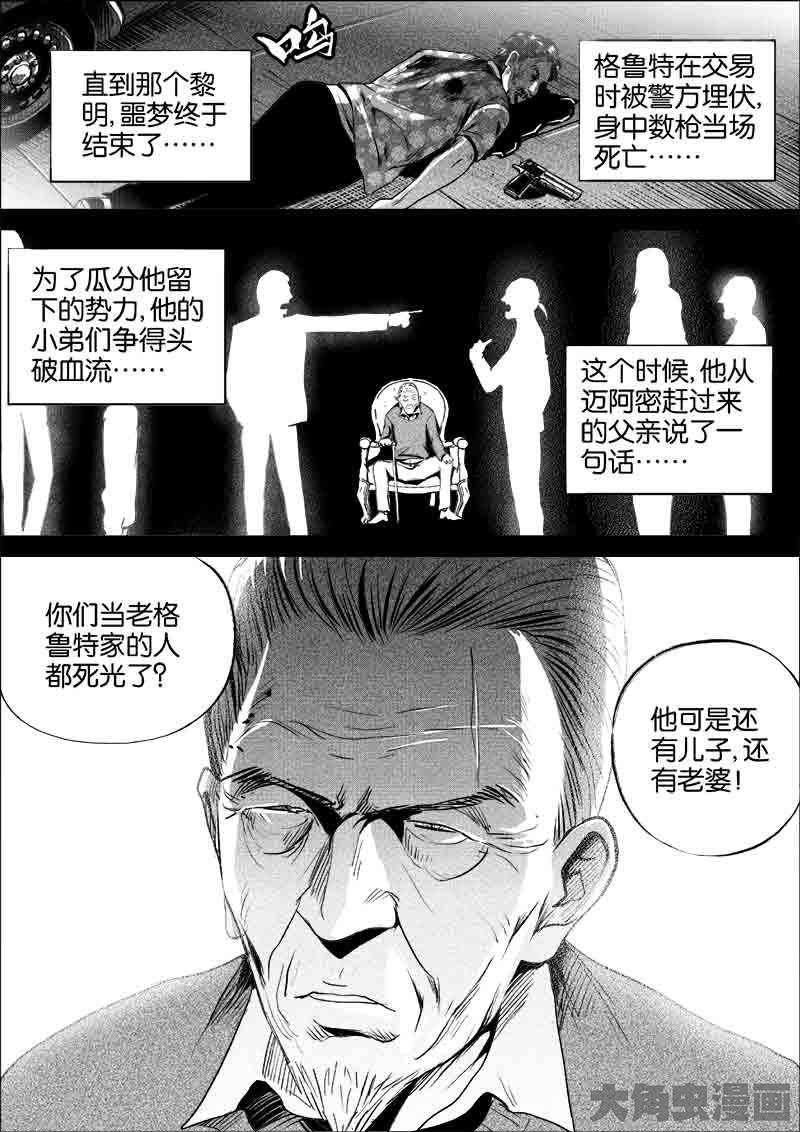 直到那个黎
明,噩梦终于
结束了……
呜
格鲁特在交易
时被警方埋伏,
身中数枪当场
死亡……
为了瓜分他留
下的势力,他的
小弟们争得头
破血流……
这个时候,他从
迈阿密赶过来
的父亲说了一
句话……
你们当老格
鲁特家的人
都死光了?
他可是还
有儿子,还
有老婆!
大角虫漫画